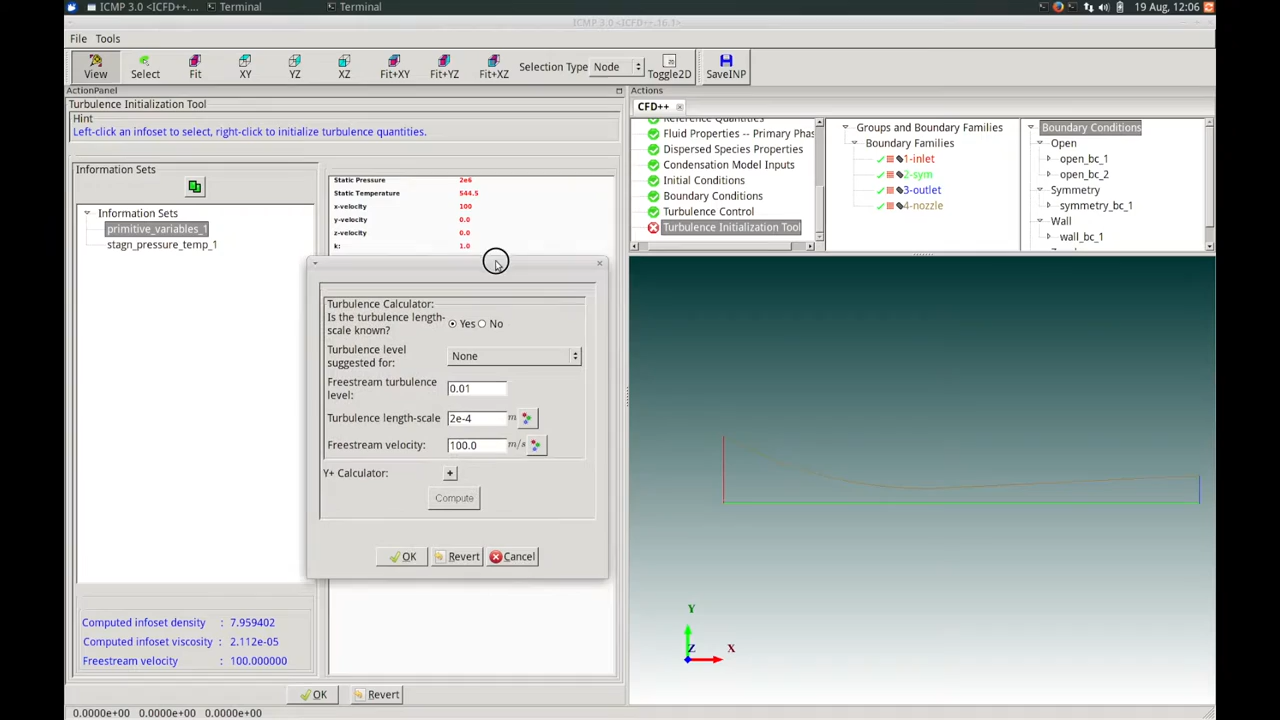 ICMP 3.0 <ICFD++.... Terminal Terminal 19 Aug, 12:06
ICMP 3.0 <ICFD++.16.1>
File Tools
View Select Fit XY YZ XZ Fit+XY Fit+YZ Fit+XZ Selection Type Node Toggle2D SaveINP
ActionPanel
Turbulence Initialization Tool
Hint
Left-click an infoset to select, right-click to initialize turbulence quantities.
Information Sets
Information Sets
primitive_variables_1
stagn_pressure_temp_1
Static Pressure 2e6
Static Temperature 544.5
x-velocity 100
y-velocity 0.0
z-velocity 0.0
k: 1.0
Turbulence Calculator:
Is the turbulence length-
scale known? Yes No
Turbulence level
suggested for: None
Freestream turbulence
level: 0.01
Turbulence length-scale 2e-4 m
Freestream velocity: 100.0 m/s
Y+ Calculator: +
Compute
OK Revert Cancel
Computed infoset density : 7.959402
Computed infoset viscosity : 2.112e-05
Freestream velocity : 100.000000
OK Revert
0.0000e+00 0.0000e+00 0.0000e+00
Actions
CFD++
Reference Quantities
Fluid Properties -- Primary Phas
Dispersed Species Properties
Condensation Model Inputs
Initial Conditions
Boundary Conditions
Turbulence Control
Turbulence Initialization Tool
Groups and Boundary Families
Boundary Families
1-inlet
2-sym
3-outlet
4-nozzle
Boundary Conditions
Open
open_bc_1
open_bc_2
Symmetry
symmetry_bc_1
Wall
wall_bc_1
Y
Z X